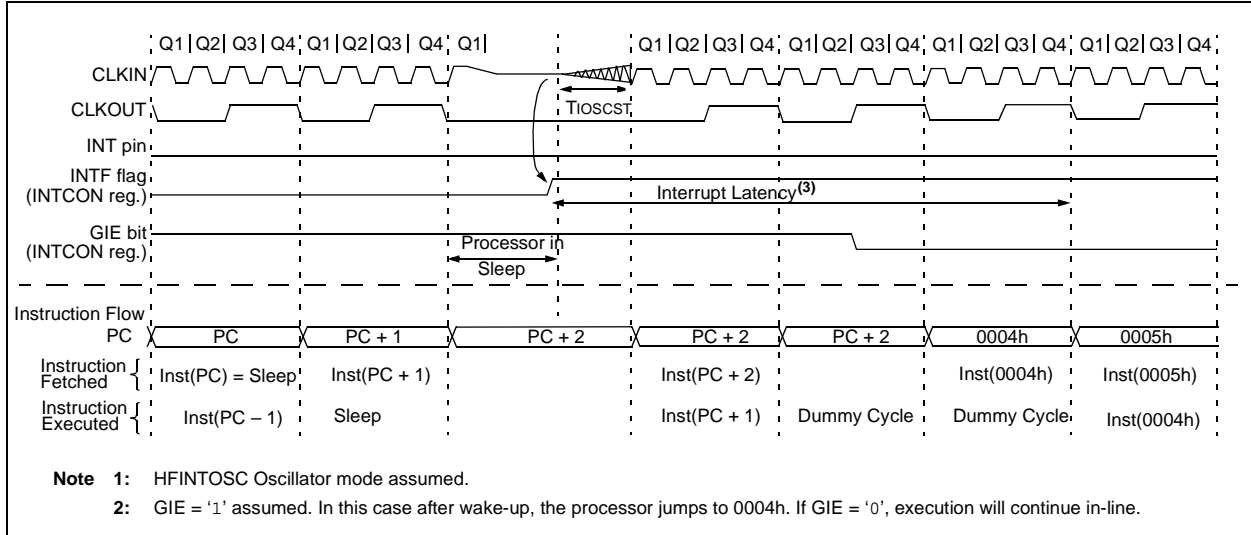 Q1 Q2 Q3 Q4 Q1 Q2 Q3 Q4 Q1 Q1 Q2 Q3 Q4 Q1 Q2 Q3 Q4 Q1 Q2 Q3 Q4 Q1 Q2 Q3 Q4
CLKIN
TIOSCST
CLKOUT
INT pin
INTF flag
(INTCON reg.)
Interrupt Latency(3)
GIE bit
(INTCON reg.)
Processor in
Sleep
Instruction Flow
PC PC PC + 1 PC + 2 PC + 2 PC + 2 0004h 0005h
Instruction
Fetched
Inst(PC) = Sleep Inst(PC + 1) Inst(PC + 2) Inst(0004h) Inst(0005h)
Instruction
Executed
Inst(PC – 1) Sleep Inst(PC + 1) Dummy Cycle Dummy Cycle Inst(0004h)
Note 1: HFINTOSC Oscillator mode assumed.
2: GIE = '1' assumed. In this case after wake-up, the processor jumps to 0004h. If GIE = '0', execution will continue in-line.